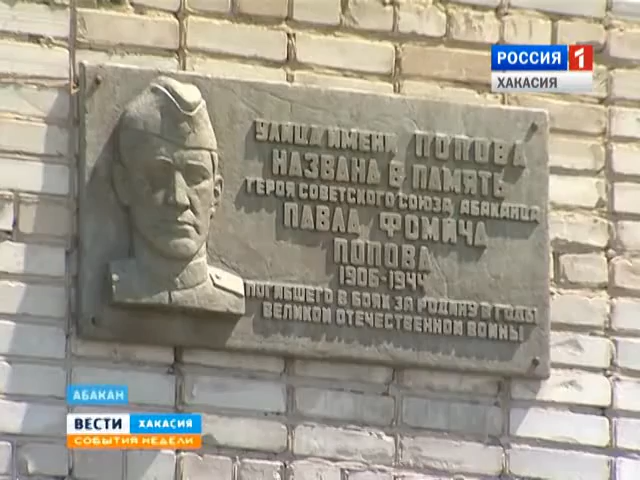 РОССИЯ 1
ХАКАСИЯ
УЛИЦА ИМЕНИ ПОПОВА
НАЗВАНА В ПАМЯТЬ
ГЕРОЯ СОВЕТСКОГО СОЮЗА, АБАКАНЦА
ПАВЛА ФОМИЧА
ПОПОВА
1906-1944
ПОГИБШЕГО В БОЯХ ЗА РОДИНУ В ГОДЫ
ВЕЛИКОЙ ОТЕЧЕСТВЕННОЙ ВОЙНЫ
АБАКАН
ВЕСТИ ХАКАСИЯ
СОБЫТИЯ НЕДЕЛИ